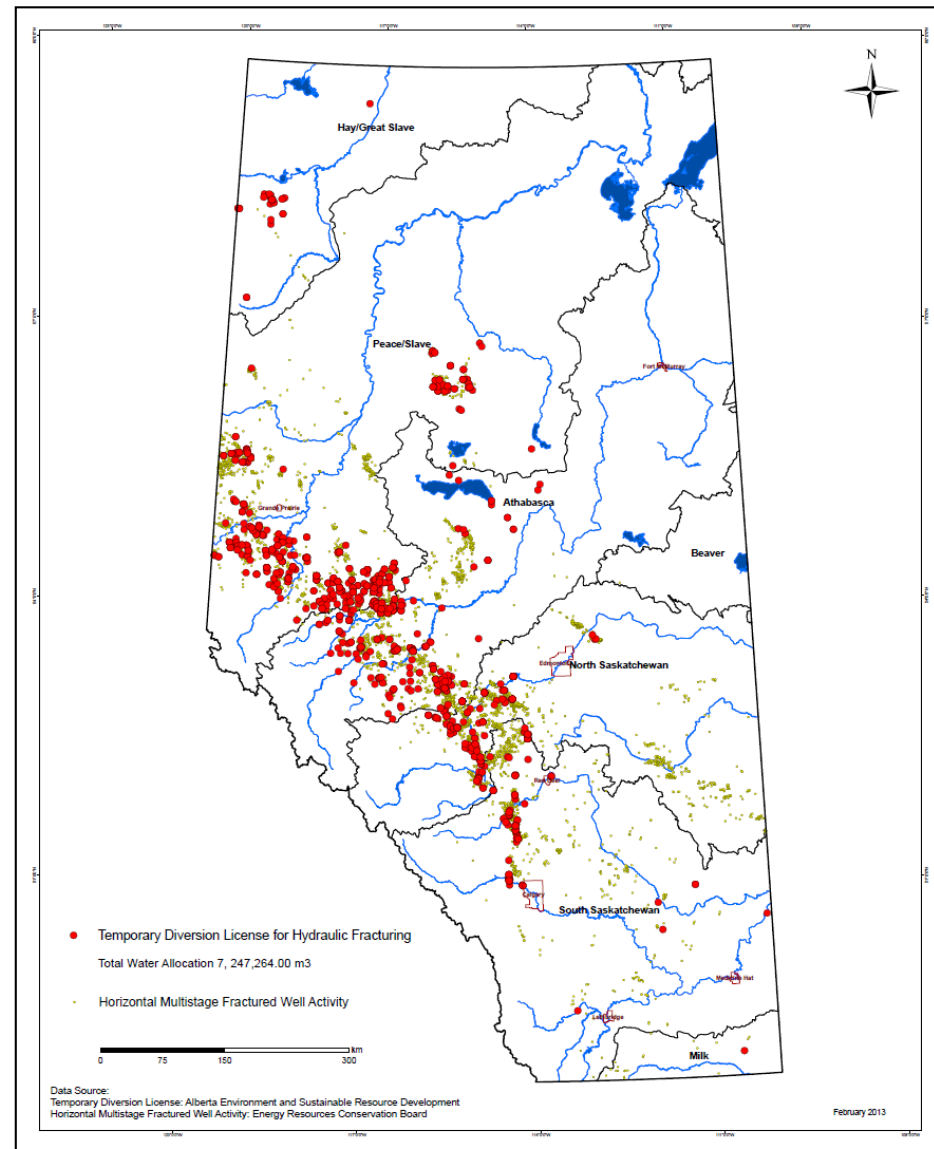 N
Hay/Great Slave
Peace/Slave
Fort McMurray
Grande Prairie
Athabasca
Beaver
Edmonton
North Saskatchewan
Red Deer
Calgary
South Saskatchewan
Medicine Hat
Lethbridge
Milk
Temporary Diversion License for Hydraulic Fracturing
Total Water Allocation 7, 247,264.00 m3
Horizontal Multistage Fractured Well Activity
km
0 75 150 300
Data Source:
Temporary Diversion License: Alberta Environment and Sustainable Resource Development
Horizontal Multistage Fractured Well Activity: Energy Resources Conservation Board
February 2013